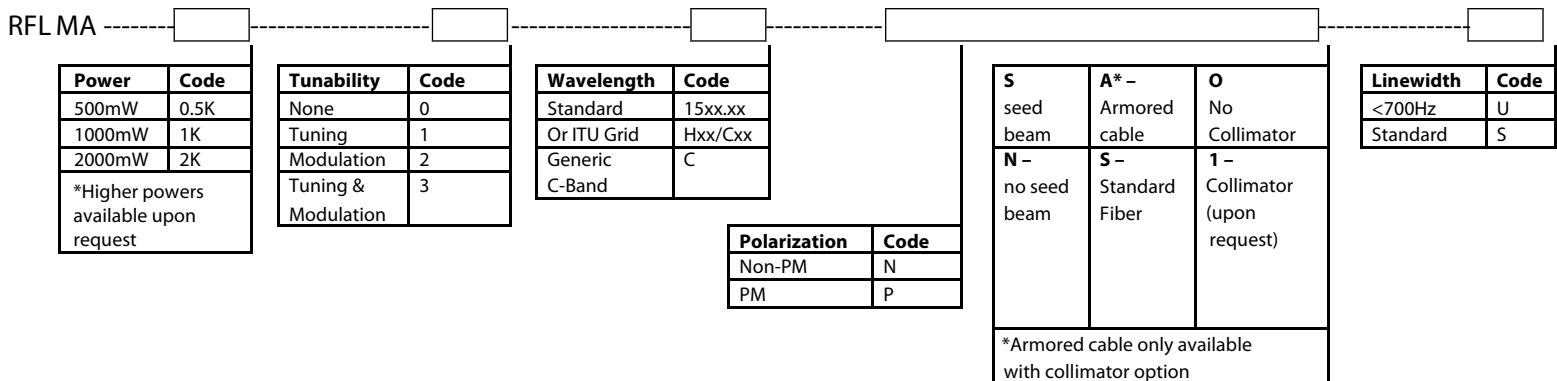 RFL MA
Power Code
500mW 0.5K
1000mW 1K
2000mW 2K
*Higher powers
available upon
request
Tunability Code
None 0
Tuning 1
Modulation 2
Tuning & 3
Modulation
Wavelength Code
Standard 15xx.xx
Or ITU Grid Hxx/Cxx
Generic C
C-Band
Polarization Code
Non-PM N
PM P
S A* – O
seed Armored No
beam cable Collimator
N – S – 1 –
no seed Standard Collimator
beam Fiber (upon
request)
*Armored cable only available
with collimator option
Linewidth Code
<700Hz U
Standard S